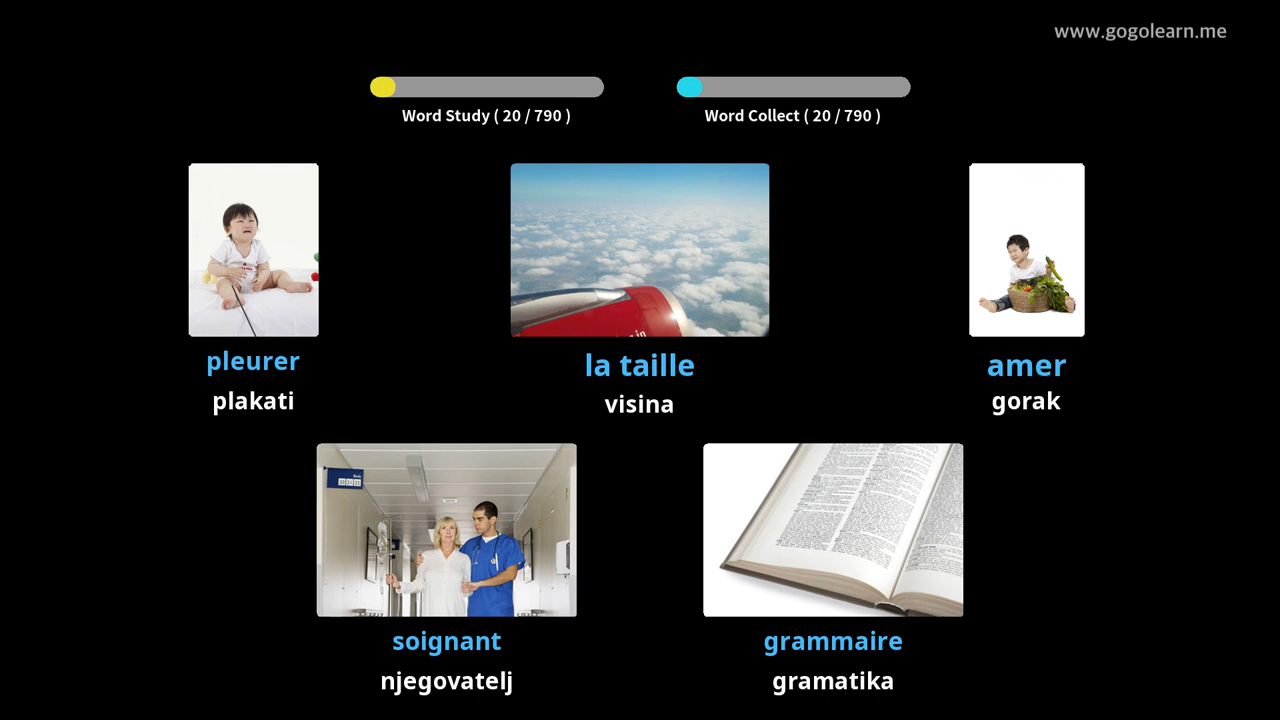 www.gogolearn.me
Word Study ( 20 / 790 )
Word Collect ( 20 / 790 )
pleurer
plakati
la taille
visina
amer
gorak
soignant
njegovatelj
grammaire
gramatika